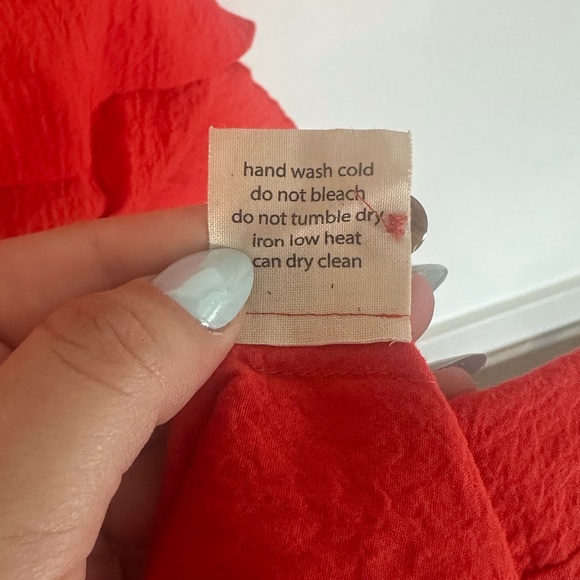 hand wash cold
do not bleach
do not tumble dry
iron low heat
can dry clean